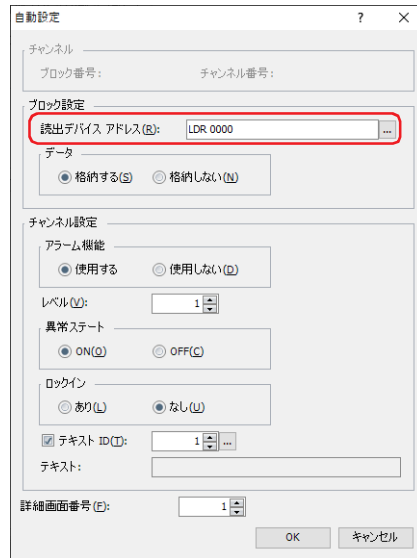 自動設定 ? ×
チャンネル
ブロック番号: チャンネル番号:
ブロック設定
読出デバイス アドレス(R): LDR 0000 ...
データ
格納する(S) 格納しない(N)
チャンネル設定
アラーム機能
使用する 使用しない(D)
レベル(V): 1
異常ステート
ON(O) OFF(C)
ロックイン
あり(L) なし(U)
テキスト ID(T): 1 ...
テキスト:
詳細画面番号(F): 1
OK キャンセル